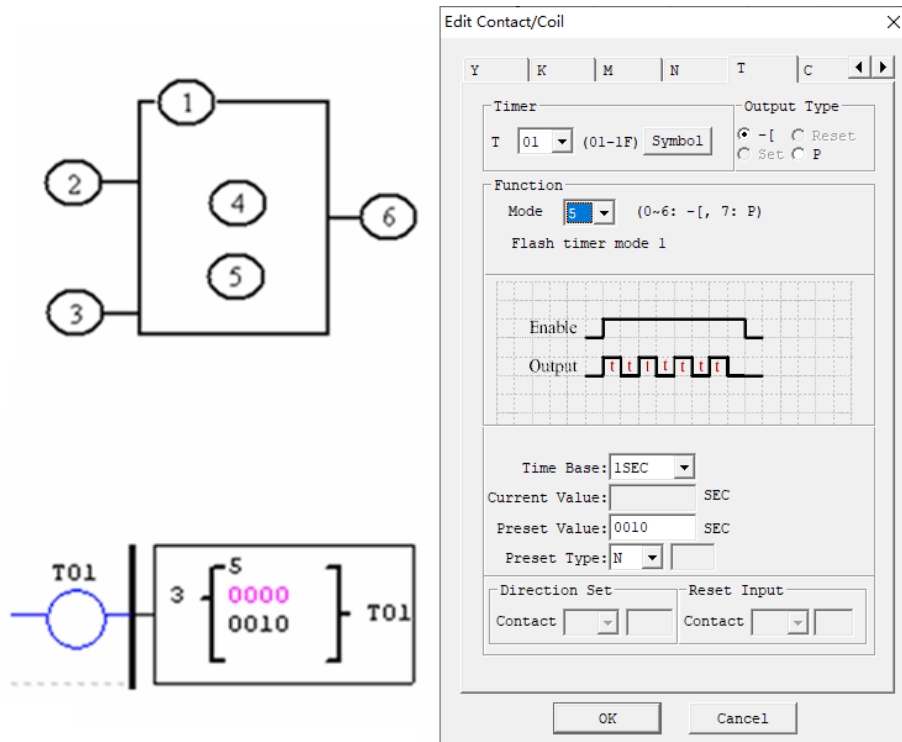 1
2
4
6
5
3
T01
5
3
0000
0010
T01
Edit Contact/Coil
Y K M N T C
Timer
T 01 (01-1F) Symbol
Output Type
-[ Reset
Set P
Function
Mode 5 (0~6: -[, 7: P)
Flash timer mode 1
Enable
Output t t t t t t t
Time Base: 1SEC
Current Value: SEC
Preset Value: 0010 SEC
Preset Type: N
Direction Set
Contact
Reset Input
Contact
OK Cancel